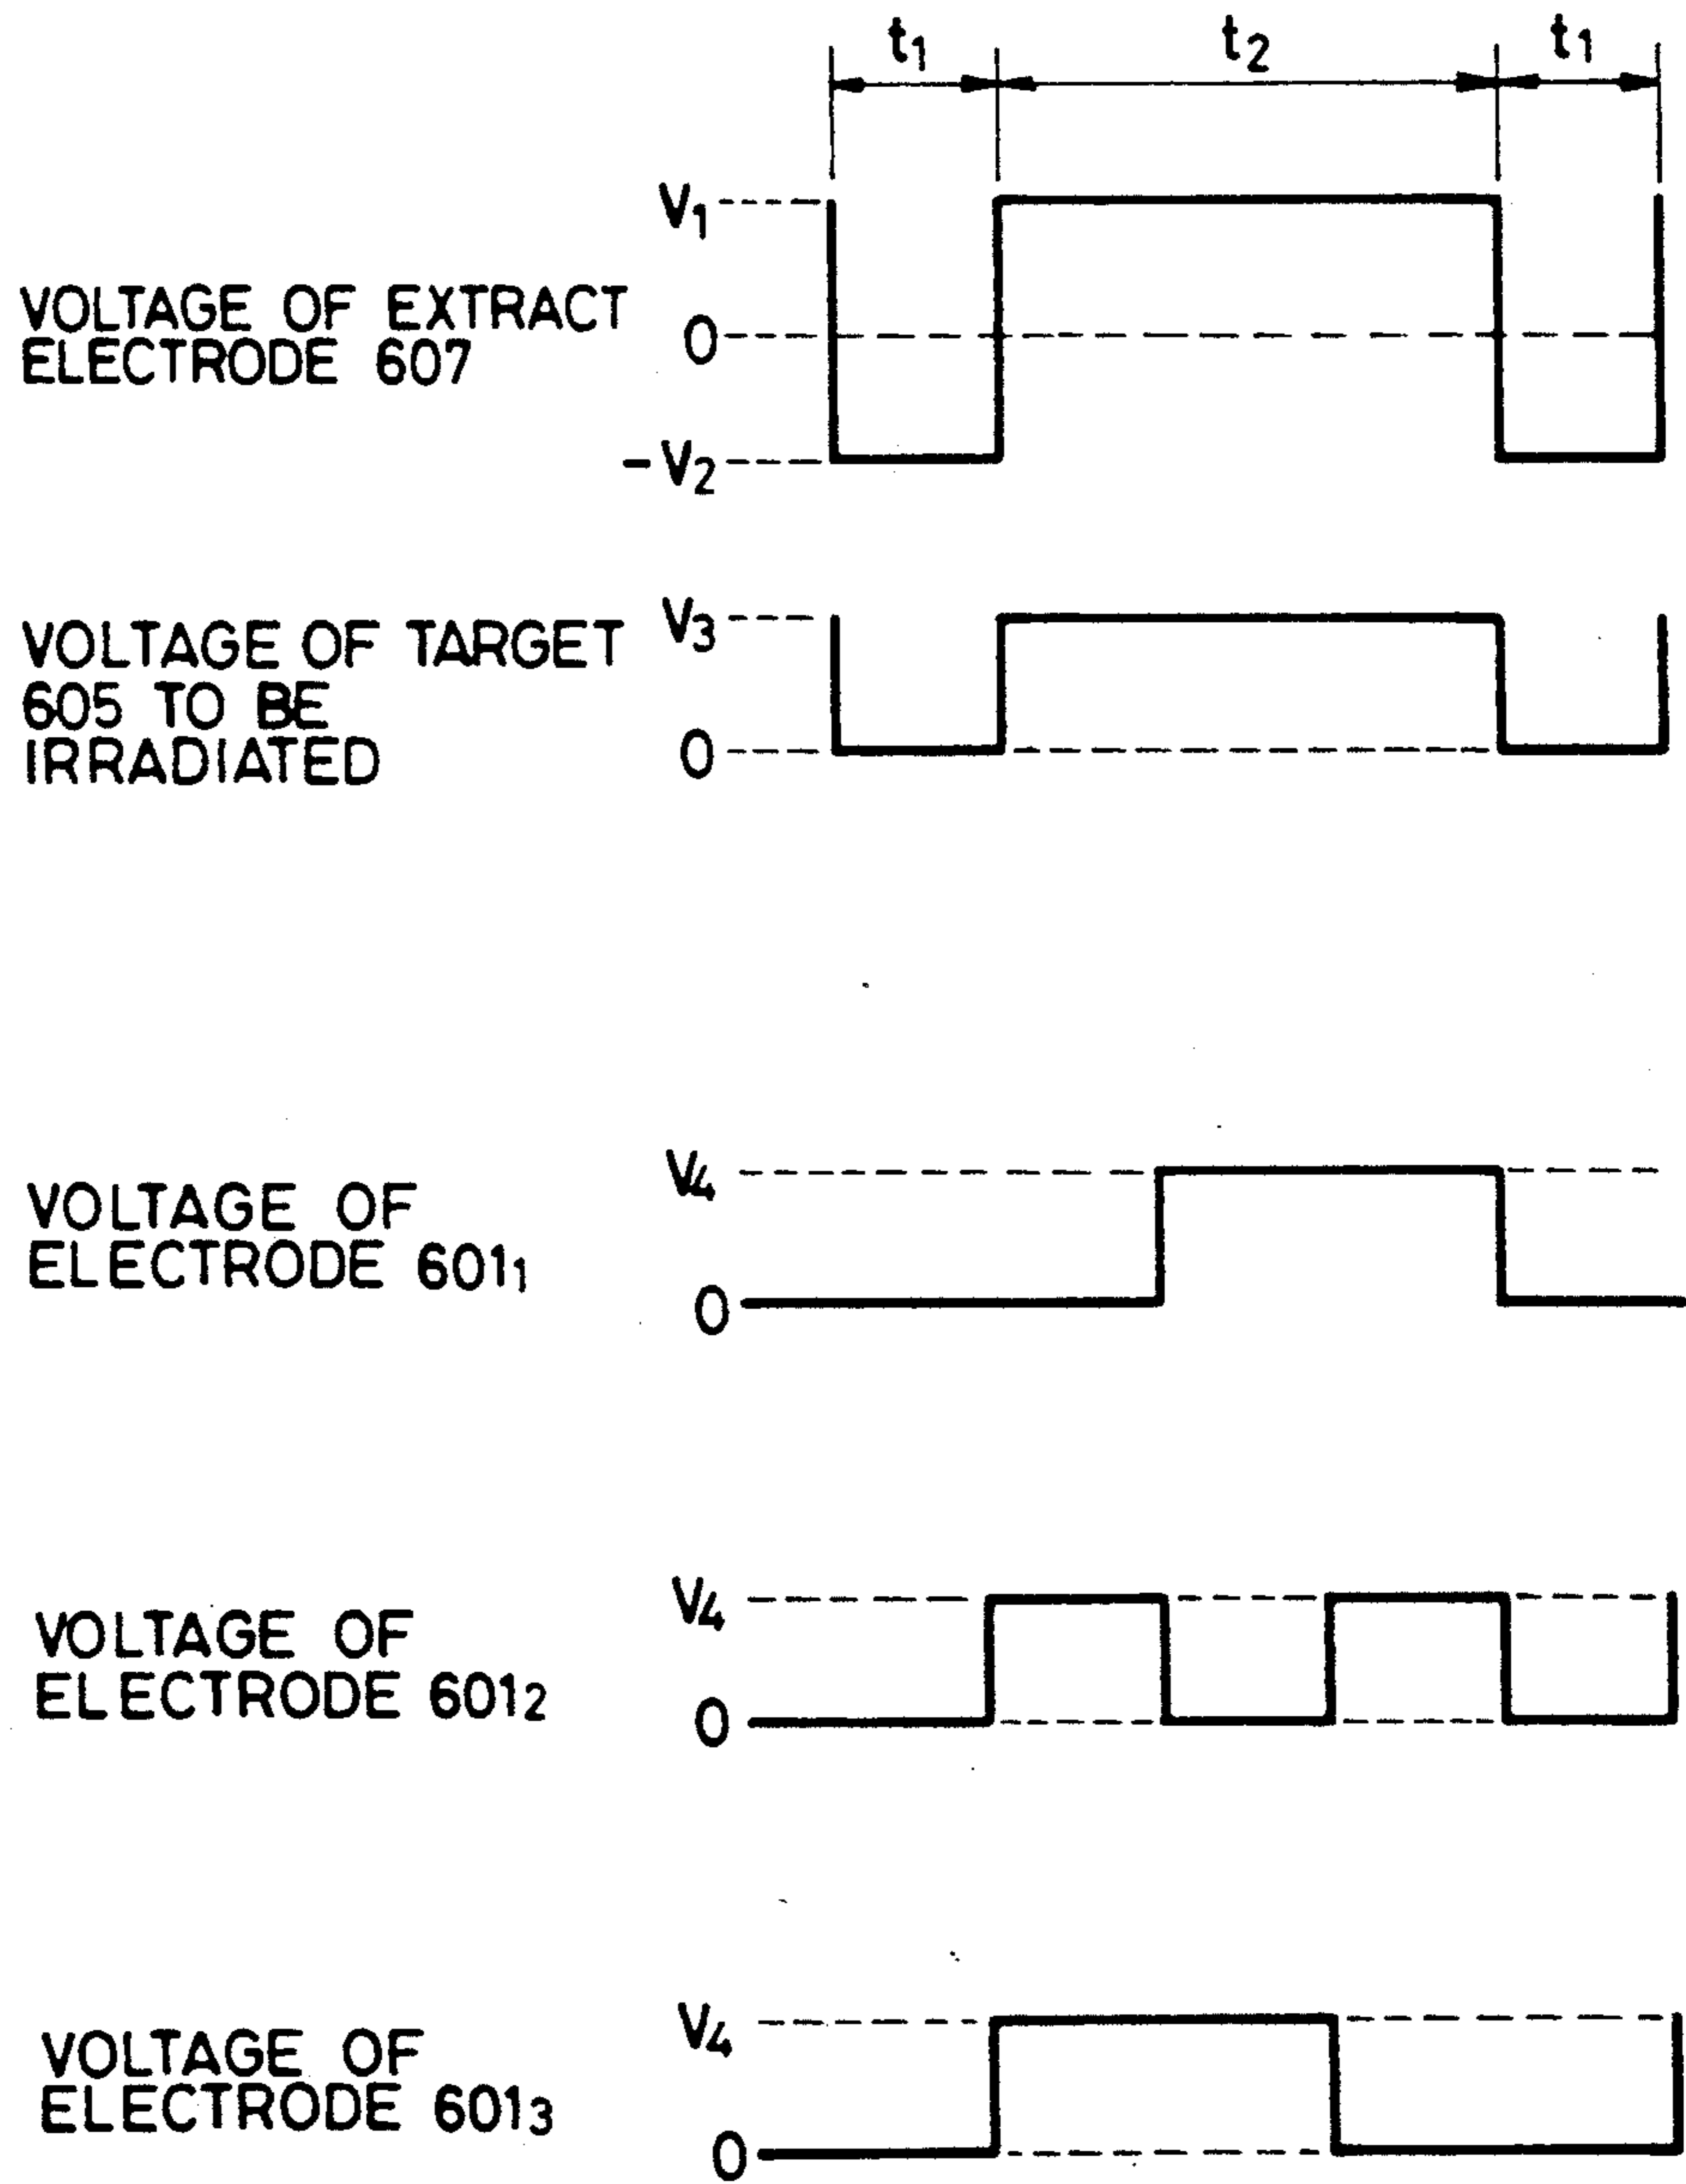 t₁ t₂ t₁
V₁
VOLTAGE OF EXTRACT
ELECTRODE 607
0
-V₂
VOLTAGE OF TARGET
605 TO BE
IRRADIATED
V₃
0
VOLTAGE OF
ELECTRODE 601₁
V₄
0
VOLTAGE OF
ELECTRODE 601₂
V₄
0
VOLTAGE OF
ELECTRODE 601₃
V₄
0